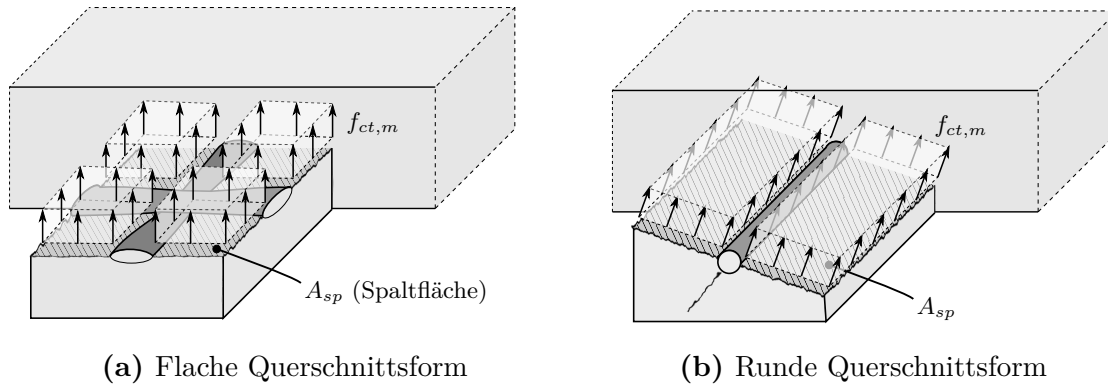 f_{ct,m}
A_{sp} (Spaltfläche)
(a) Flache Querschnittsform
f_{ct,m}
A_{sp}
(b) Runde Querschnittsform